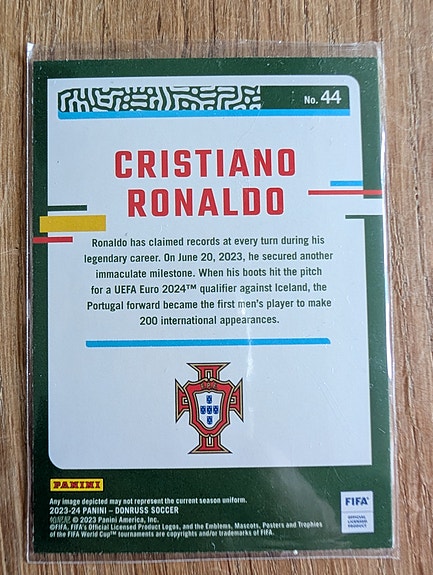 No. 44
CRISTIANO
RONALDO
Ronaldo has claimed records at every turn during his
legendary career. On June 20, 2023, he secured another
immaculate milestone. When his boots hit the pitch
for a UEFA Euro 2024™ qualifier against Iceland, the
Portugal forward became the first men's player to make
200 international appearances.
FPF
PANINI
Any image depicted may not represent the current season uniform.
2023-24 PANINI – DONRUSS SOCCER
帕尼尼 © 2023 Panini America, Inc.
©FIFA, FIFA's Official Licensed Product Logos, and the Emblems, Mascots, Posters and Trophies
of the FIFA World Cup™ tournaments are copyrights and/or trademarks of FIFA.
FIFA®
OFFICIAL
LICENSED
PRODUCT